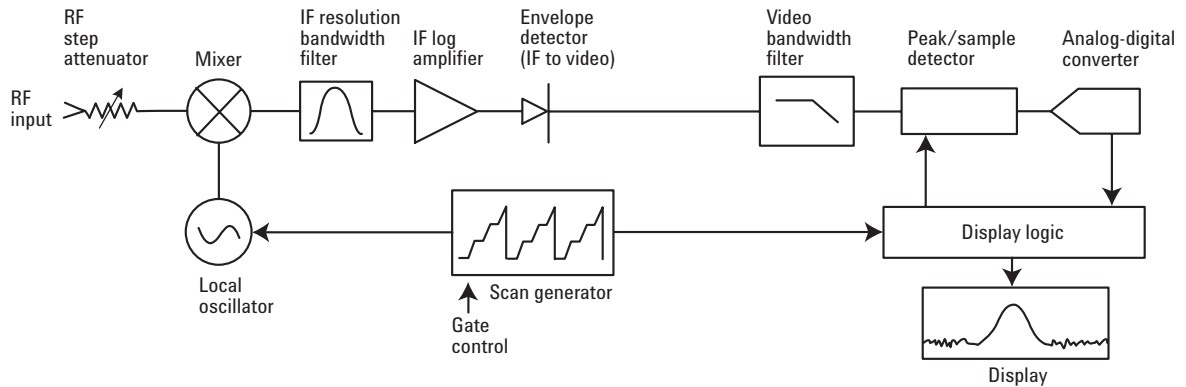 RF
step
attenuator
Mixer
IF resolution
bandwidth
filter
IF log
amplifier
Envelope
detector
(IF to video)
Video
bandwidth
filter
Peak/sample
detector
Analog-digital
converter
RF
input
Local
oscillator
Scan generator
Gate
control
Display logic
Display